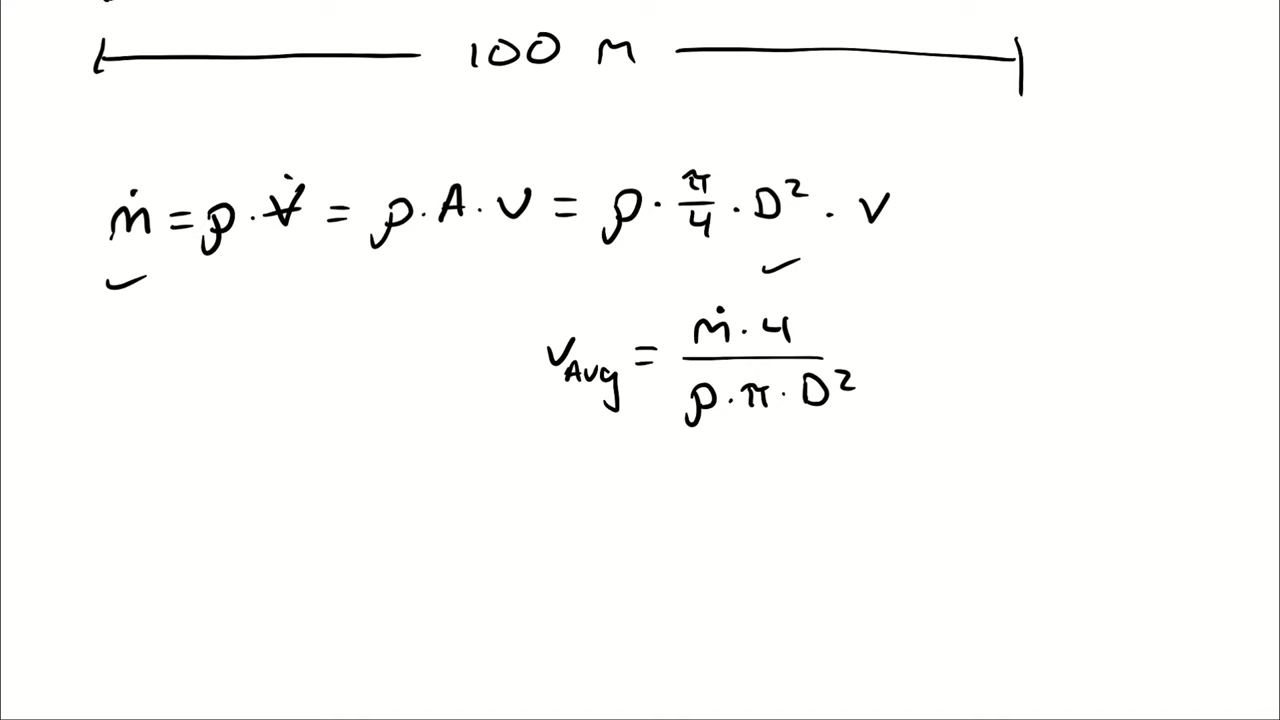 100 m
ṁ = ρ · V̶̇ = ρ · A · v = ρ · π/4 · D² · v
v_Avg = ṁ · 4 / ρ · π · D²